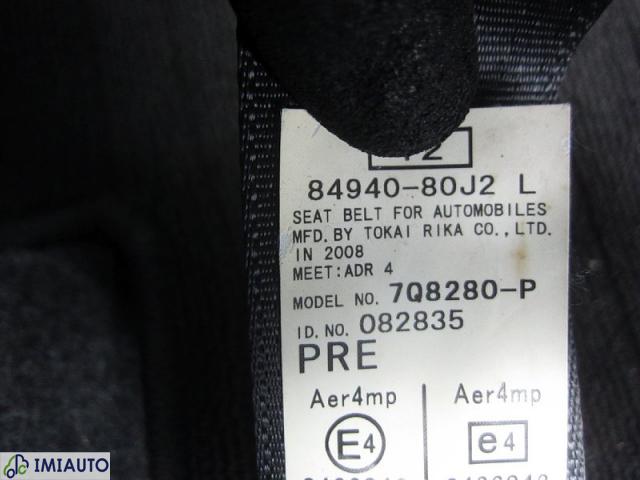 84940-80J2 L
SEAT BELT FOR AUTOMOBILES
MFD. BY TOKAI RIKA CO., LTD.
IN 2008
MEET: ADR 4
MODEL NO. 7Q8280-P
I D. NO. 082835
PRE
Aer4mp Aer4mp
E4 e4
IMIAUTO